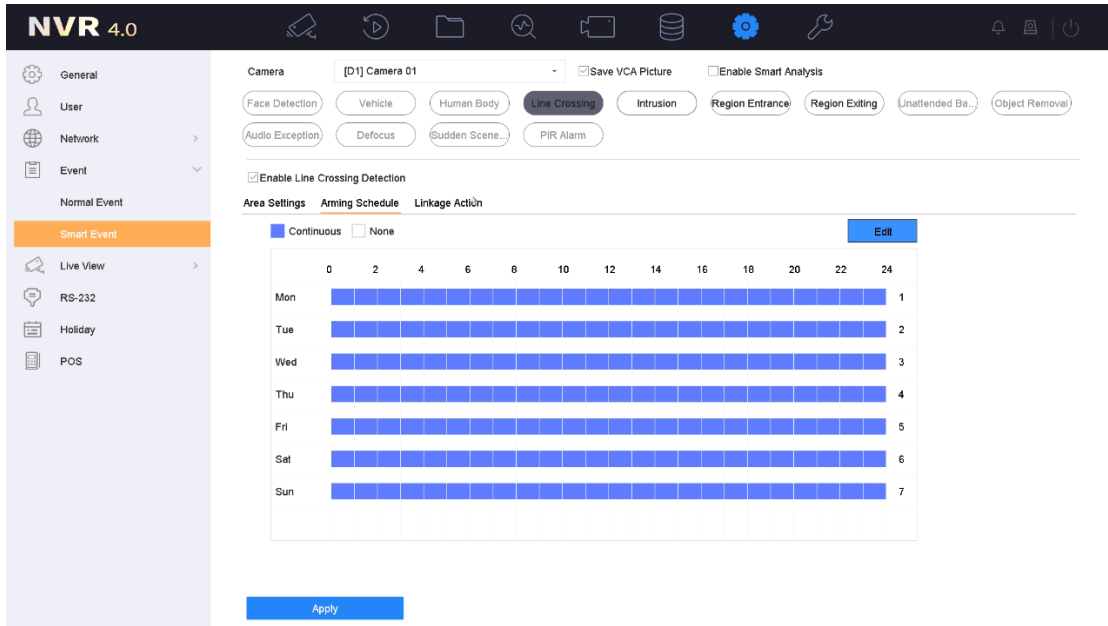 NVR 4.0
General
User
Network
Event
Normal Event
Smart Event
Live View
RS-232
Holiday
POS
Camera [D1] Camera 01 Save VCA Picture Enable Smart Analysis
Face Detection Vehicle Human Body Line Crossing Intrusion Region Entrance Region Exiting Unattended Ba... Object Removal
Audio Exception Defocus Sudden Scene... PIR Alarm
Enable Line Crossing Detection
Area Settings Arming Schedule Linkage Action
Continuous None Edit
0 2 4 6 8 10 12 14 16 18 20 22 24
Mon 1
Tue 2
Wed 3
Thu 4
Fri 5
Sat 6
Sun 7
Apply